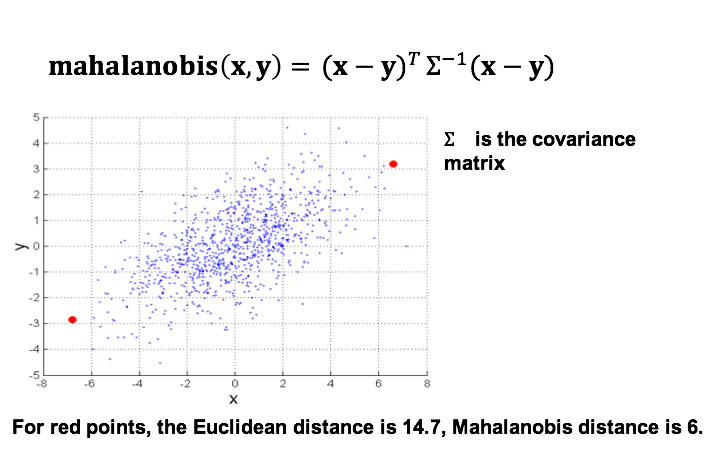 mahalanobis(x, y) = (x − y)ᵀ Σ⁻¹(x − y)
Σ is the covariance
matrix
5
4
3
2
1
0
-1
-2
-3
-4
-5
y
-8 -6 -4 -2 0 2 4 6 8
x
For red points, the Euclidean distance is 14.7, Mahalanobis distance is 6.